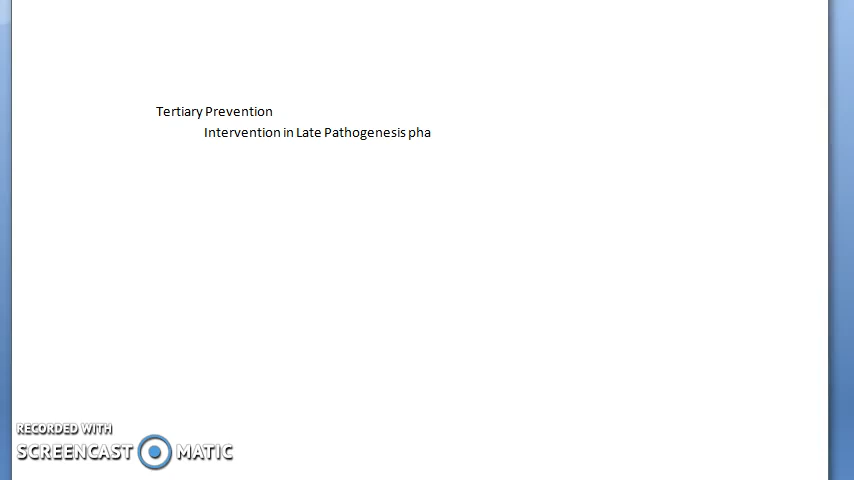 Tertiary Prevention
Intervention in Late Pathogenesis pha
RECORDED WITH
SCREENCAST MATIC